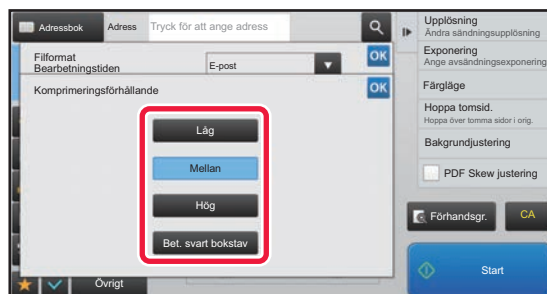 Adressbok
Adress
Tryck för att ange adress
Filformat
Bearbetningstiden
E-post
OK
Komprimeringsförhållande
OK
Låg
Mellan
Hög
Bet. svart bokstav
Övrigt
Upplösning
Ändra sändningsupplösning
Exponering
Ange avsändningsexponering
Färgläge
Hoppa tomsid.
Hoppa över tomma sidor i orig.
Bakgrundjustering
PDF Skew justering
Förhandsgr.
CA
Start